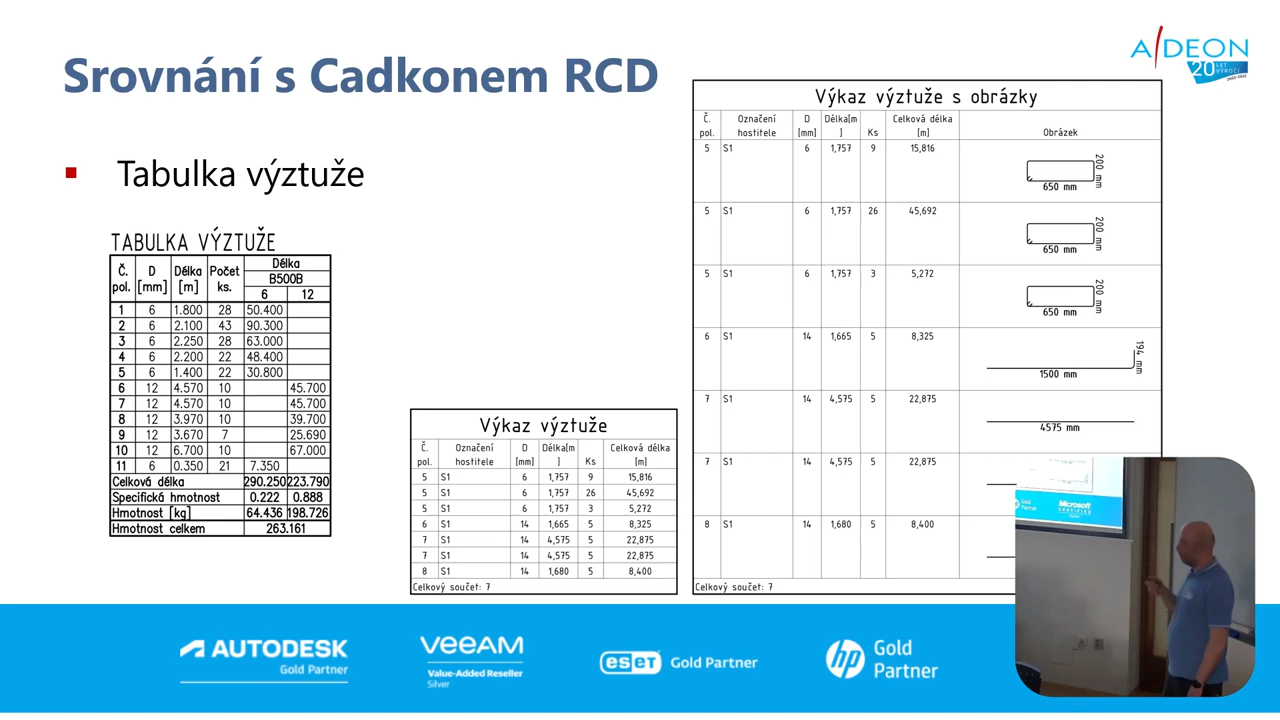 Srovnání s Cadkonem RCD
A/DEON
20 LET VÝROČÍ
▪ Tabulka výztuže
TABULKA VÝZTUŽE
Č. pol. D [mm] Délka [m] Počet ks. Délka
B500B
6 12
1 6 1.800 28 50.400
2 6 2.100 43 90.300
3 6 2.250 28 63.000
4 6 2.200 22 48.400
5 6 1.400 22 30.800
6 12 4.570 10 45.700
7 12 4.570 10 45.700
8 12 3.970 10 39.700
9 12 3.670 7 25.690
10 12 6.700 10 67.000
11 6 0.350 21 7.350
Celková délka 290.250 223.790
Specifická hmotnost 0.222 0.888
Hmotnost [kg] 64.436 198.726
Hmotnost celkem 263.161
Výkaz výztuže
Č. pol. Označení hostitele D [mm] Délka[m] Ks Celková délka [m]
5 S1 6 1,757 9 15,816
5 S1 6 1,757 26 45,692
5 S1 6 1,757 3 5,272
6 S1 14 1,665 5 8,325
7 S1 14 4,575 5 22,875
7 S1 14 4,575 5 22,875
8 S1 14 1,680 5 8,400
Celkový součet: 7
Výkaz výztuže s obrázky
Č. pol. Označení hostitele D [mm] Délka[m] Ks Celková délka [m] Obrázek
5 S1 6 1,757 9 15,816 200 mm
650 mm
5 S1 6 1,757 26 45,692 200 mm
650 mm
5 S1 6 1,757 3 5,272 200 mm
650 mm
6 S1 14 1,665 5 8,325 194 mm
1500 mm
7 S1 14 4,575 5 22,875
4575 mm
7 S1 14 4,575 5 22,875
8 S1 14 1,680 5 8,400
Celkový součet: 7
Microsoft
AUTODESK
Gold Partner
veeAM
Value-Added Reseller
Silver
eseT Gold Partner
hp Gold
Partner